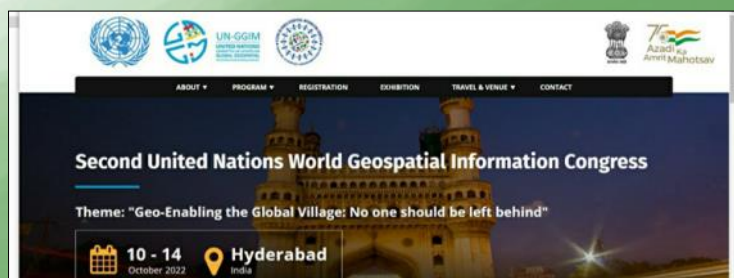 UN-GGIM
UNITED NATIONS
Azadi Ka
Amrit Mahotsav
ABOUT ▾ PROGRAM ▾ REGISTRATION EXHIBITION TRAVEL & VENUE ▾ CONTACT
Second United Nations World Geospatial Information Congress
Theme: "Geo-Enabling the Global Village: No one should be left behind"
10 - 14 Hyderabad
October 2022 India